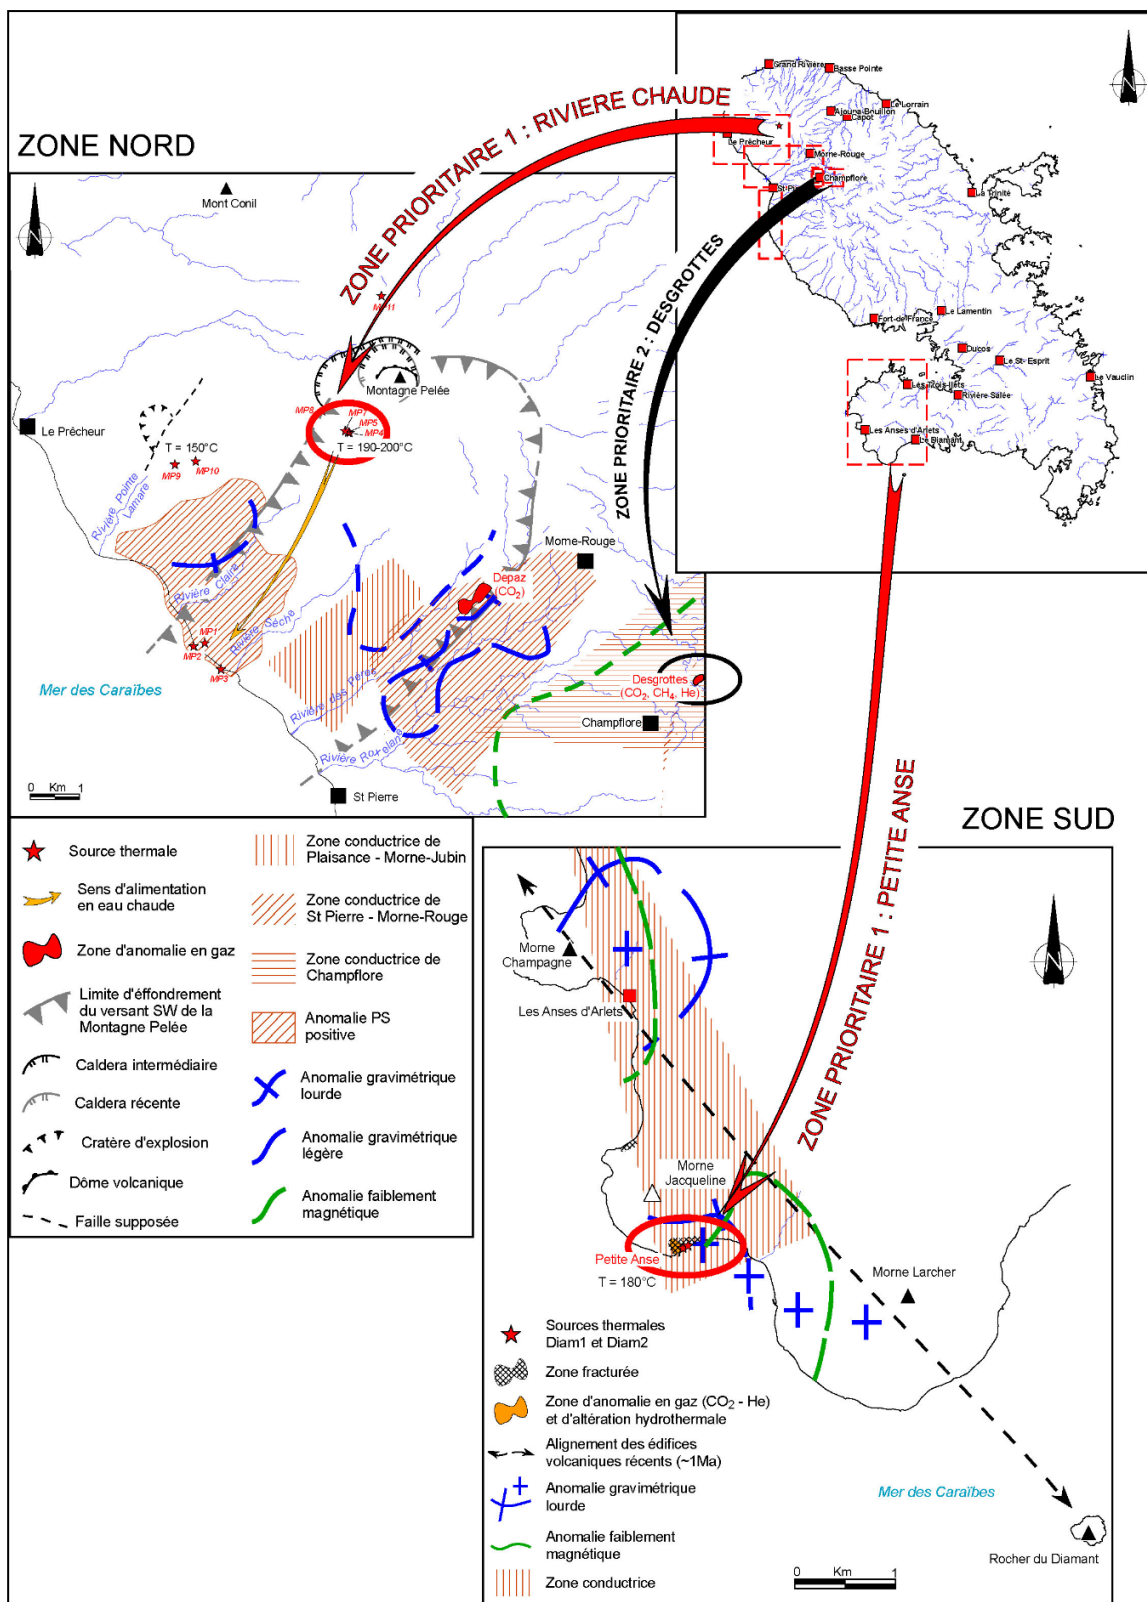 ZONE NORD
N
Mont Conil
MP11
Montagne Pelée
Le Prêcheur
MP8
MP7
MP5
MP4
T = 190-200°C
T = 150°C
MP9
MP10
Rivière Pointe
Lamare
Rivière Claire
Rivière Sèche
MP1
MP2
MP3
Mer des Caraïbes
Morne-Rouge
Depaz
(CO2)
Rivière des Pères
Rivière Roxelane
Desgrottes
(CO2, CH4, He)
Champflore
St Pierre
0 Km 1
ZONE PRIORITAIRE 1 : RIVIERE CHAUDE
ZONE PRIORITAIRE 2 : DESGROTTES
ZONE PRIORITAIRE 1 : PETITE ANSE
N
Grand Rivière
Basse Pointe
Le Lorrain
Ajoupa-Bouillon
Capot
Le Prêcheur
Morne-Rouge
Champflore
St-Pi
La Trinité
Fort-de-France
Le Lamentin
Ducos
Le St- Esprit
Le Vauclin
Les Trois-Ilets
Rivière Salée
Les Anses d'Arlets
Le Diamant
Source thermale
Sens d'alimentation
en eau chaude
Zone d'anomalie en gaz
Limite d'éffondrement
du versant SW de la
Montagne Pelée
Caldera intermédiaire
Caldera récente
Cratère d'explosion
Dôme volcanique
Faille supposée
Zone conductrice de
Plaisance - Morne-Jubin
Zone conductrice de
St Pierre - Morne-Rouge
Zone conductrice de
Champflore
Anomalie PS
positive
Anomalie gravimétrique
lourde
Anomalie gravimétrique
légère
Anomalie faiblement
magnétique
ZONE SUD
N
Morne
Champagne
Les Anses d'Arlets
Morne
Jacqueline
Petite Anse
T = 180°C
Morne Larcher
Mer des Caraïbes
Rocher du Diamant
0 Km 1
Sources thermales
Diam1 et Diam2
Zone fracturée
Zone d'anomalie en gaz (CO2 - He)
et d'altération hydrothermale
Alignement des édifices
volcaniques récents (~1Ma)
Anomalie gravimétrique
lourde
Anomalie faiblement
magnétique
Zone conductrice